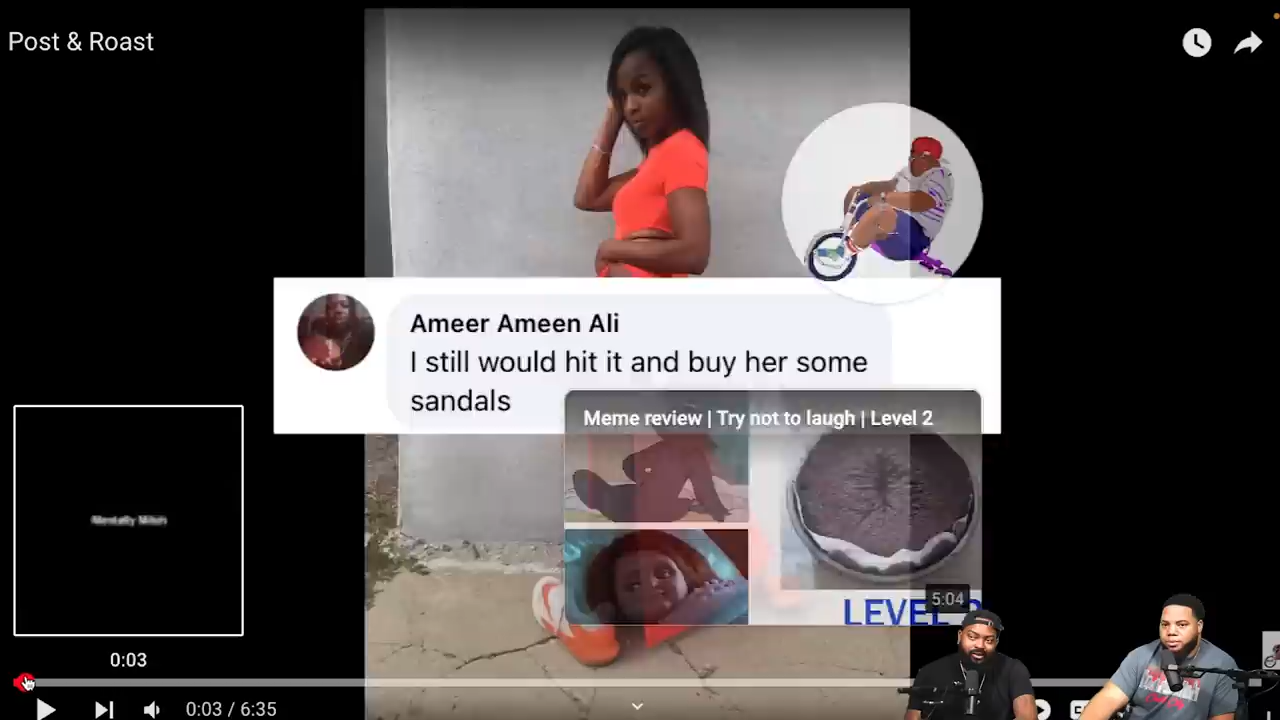 Post & Roast
Ameer Ameen Ali
I still would hit it and buy her some
sandals
Meme review | Try not to laugh | Level 2
5:04
0:03
0:03 / 6:35